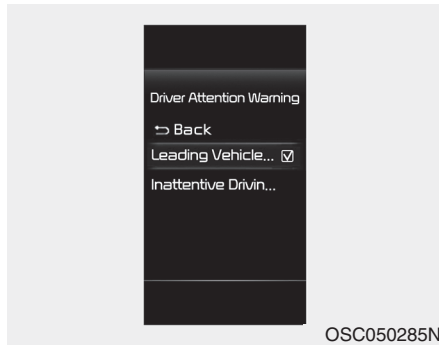 Driver Attention Warning
Back
Leading Vehicle...
Inattentive Drivin...
OSC050285N